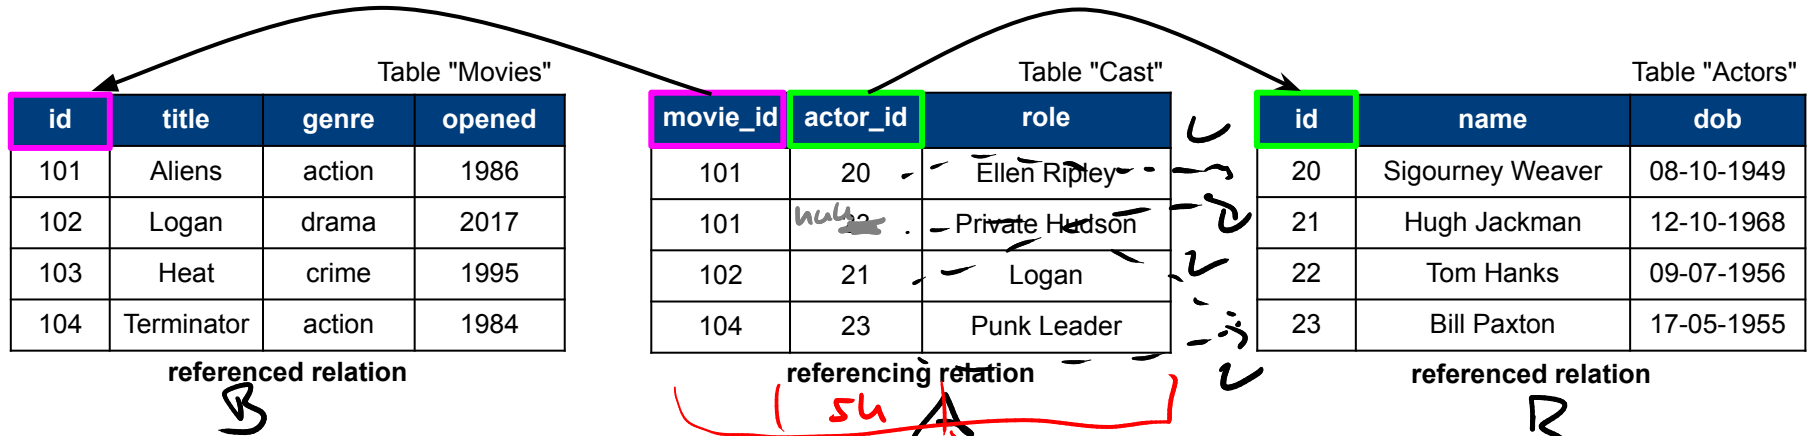 Table "Movies"
id title genre opened
101 Aliens action 1986
102 Logan drama 2017
103 Heat crime 1995
104 Terminator action 1984
referenced relation
B
Table "Cast"
movie_id actor_id role
101 20 Ellen Ripley
101 null Private Hudson
102 21 Logan
104 23 Punk Leader
referencing relation
54
A
Table "Actors"
id name dob
20 Sigourney Weaver 08-10-1949
21 Hugh Jackman 12-10-1968
22 Tom Hanks 09-07-1956
23 Bill Paxton 17-05-1955
referenced relation